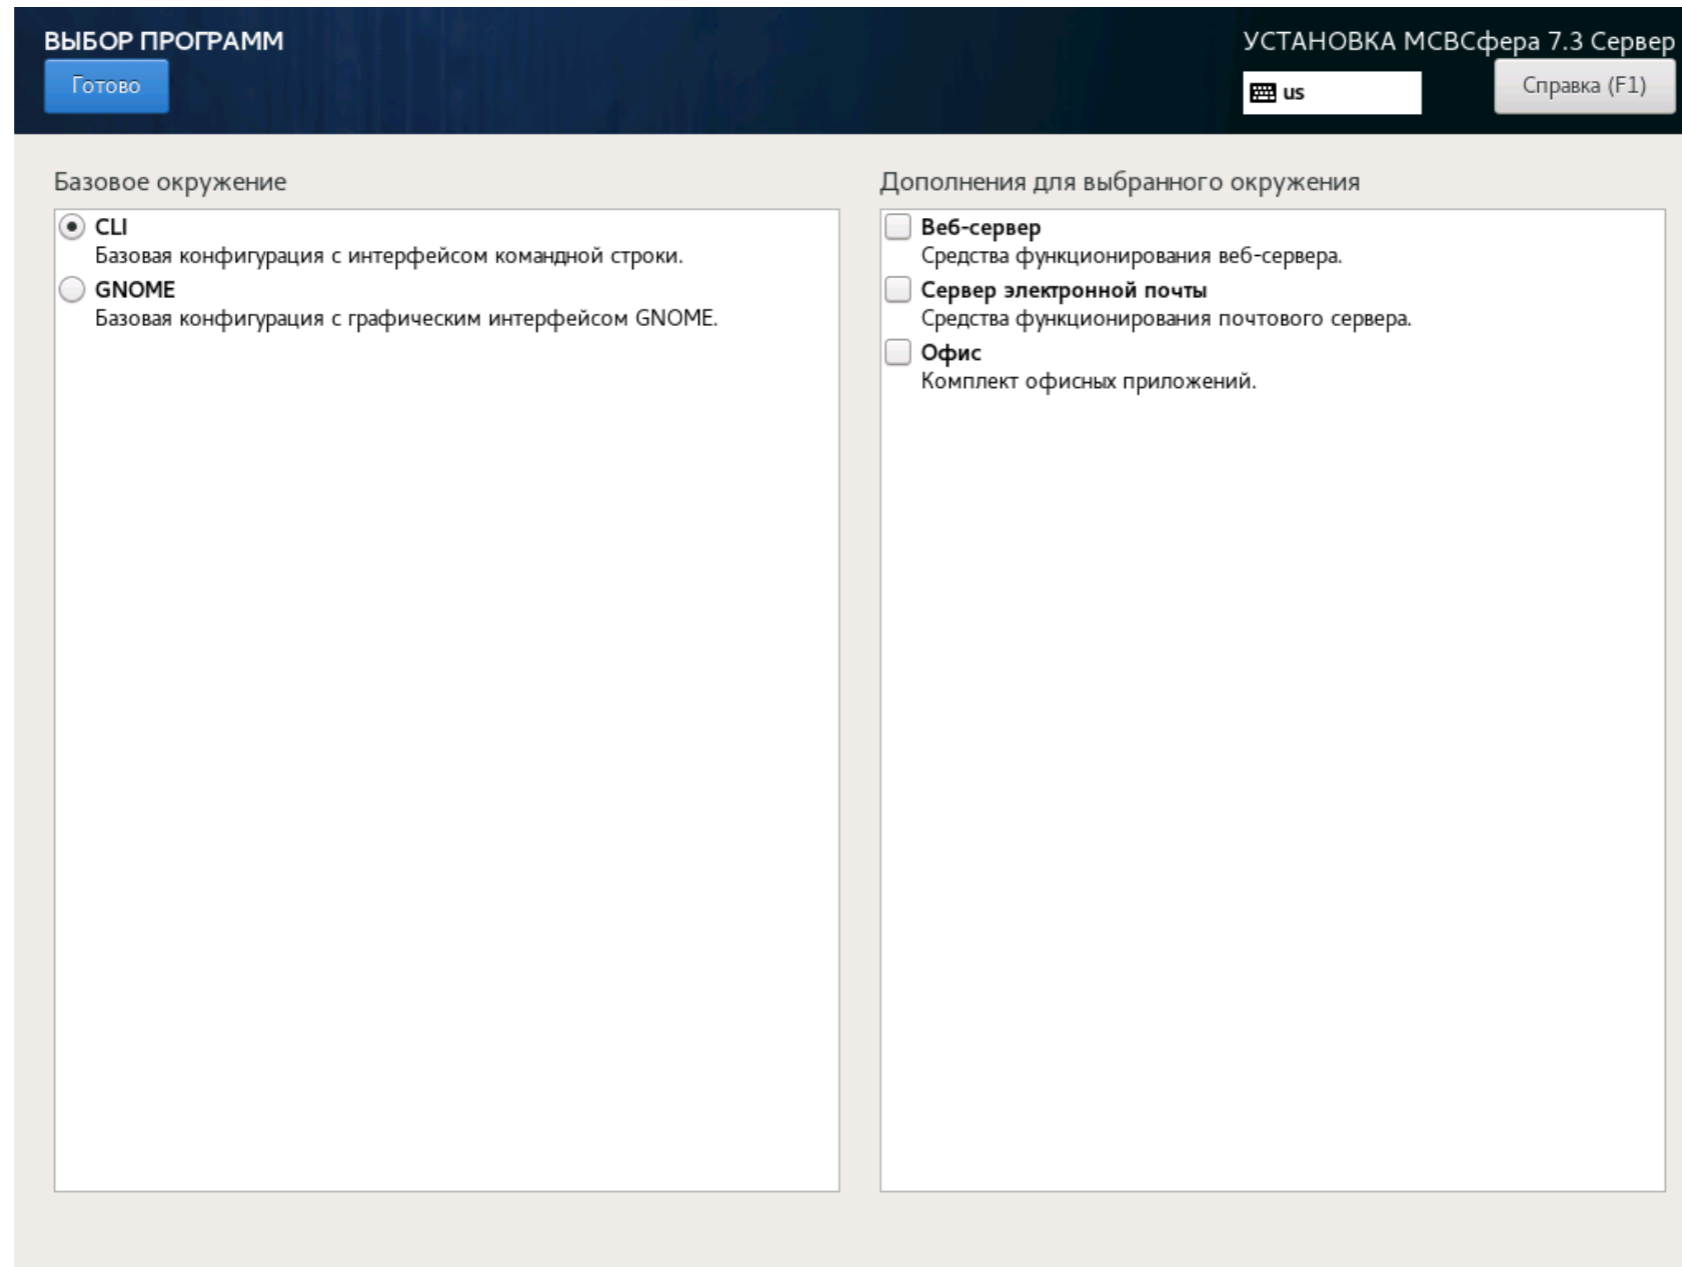 ВЫБОР ПРОГРАММ
УСТАНОВКА МСВСфера 7.3 Сервер
Готово
us
Справка (F1)
Базовое окружение
CLI
Базовая конфигурация с интерфейсом командной строки.
GNOME
Базовая конфигурация с графическим интерфейсом GNOME.
Дополнения для выбранного окружения
Веб-сервер
Средства функционирования веб-сервера.
Сервер электронной почты
Средства функционирования почтового сервера.
Офис
Комплект офисных приложений.